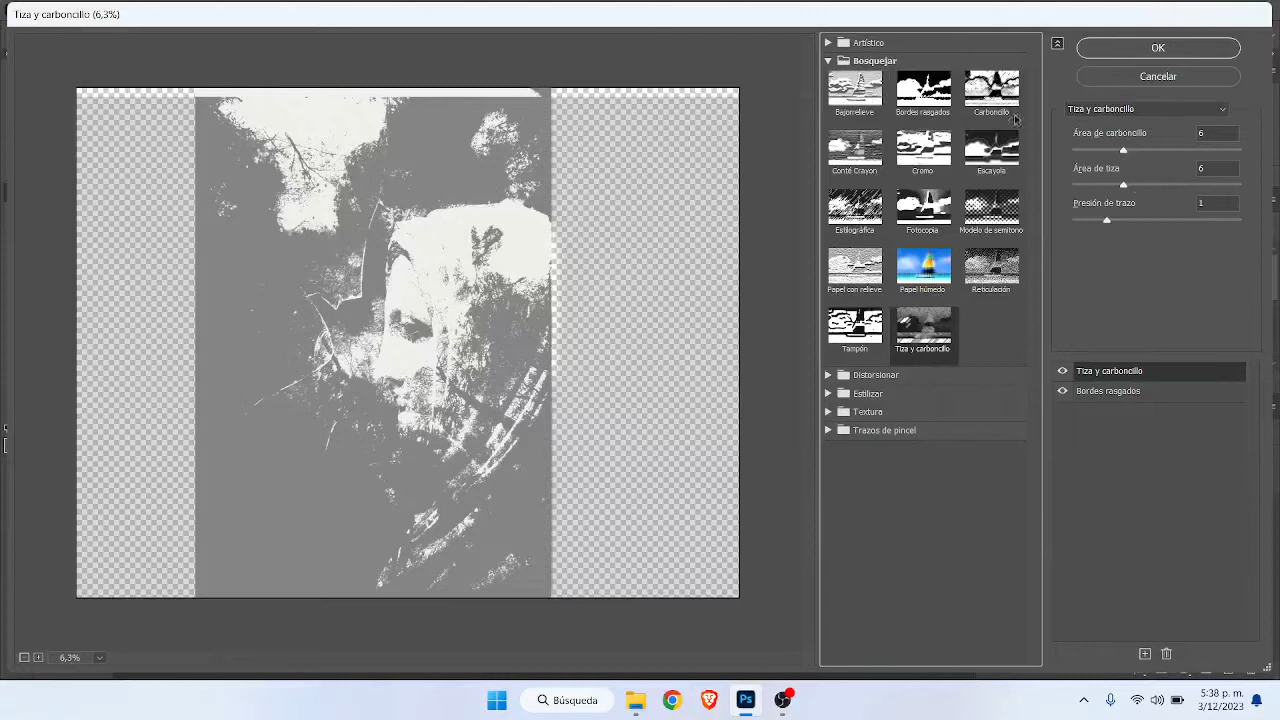 Tiza y carboncillo (6,3%)
Artístico
Bosquejar
Bajorrelieve
Bordes rasgados
Carboncillo
Conté Crayon
Cromo
Escayola
Estilográfica
Fotocopia
Modelo de semitono
Papel con relieve
Papel húmedo
Reticulación
Tampón
Tiza y carboncillo
Distorsionar
Estilizar
Textura
Trazos de pincel
OK
Cancelar
Tiza y carboncillo
Área de carboncillo 6
Área de tiza 6
Presión de trazo 1
Tiza y carboncillo
Bordes rasgados
6,3%
Búsqueda
Ps
5:38 p. m.
3/12/2023